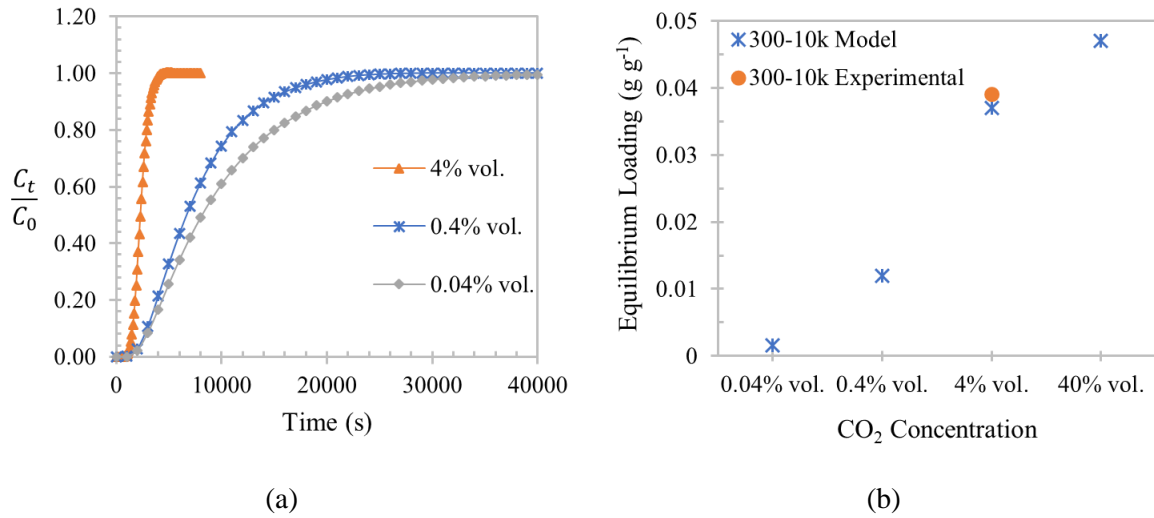 1.20
1.00
0.80
0.60
0.40
0.20
0.00
C_t
C_0
4% vol.
0.4% vol.
0.04% vol.
0 10000 20000 30000 40000
Time (s)
(a)
0.05
0.04
0.03
0.02
0.01
0
Equilibrium Loading (g g⁻¹)
300-10k Model
300-10k Experimental
0.04% vol. 0.4% vol. 4% vol. 40% vol.
CO₂ Concentration
(b)